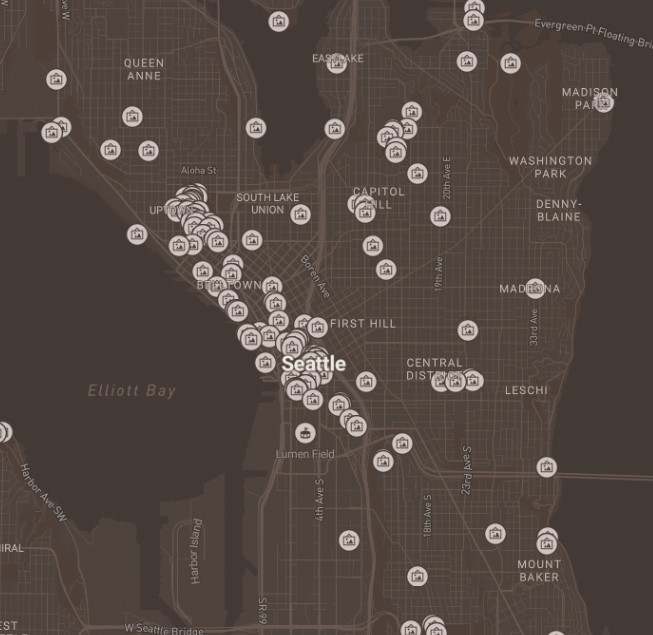 Evergreen Pt Floating Bri
EASTLAKE
QUEEN
ANNE
MADISON
PARK
WASHINGTON
PARK
Aloha St
20th Ave E
SOUTH LAKE
UNION
CAPITOL
HILL
UPTOWN
DENNY-
BLAINE
19th Ave
Boren Ave
BELLTOWN
MADRONA
FIRST HILL
33rd Ave
Seattle
CENTRAL
DISTRICT
LESCHI
Elliott Bay
Lumen Field
Harbor Ave SW
4th Ave S
18th Ave S
23rd Ave S
Harbor Island
MIRAL
MOUNT
BAKER
SR-99
EST
W Seattle Bridge